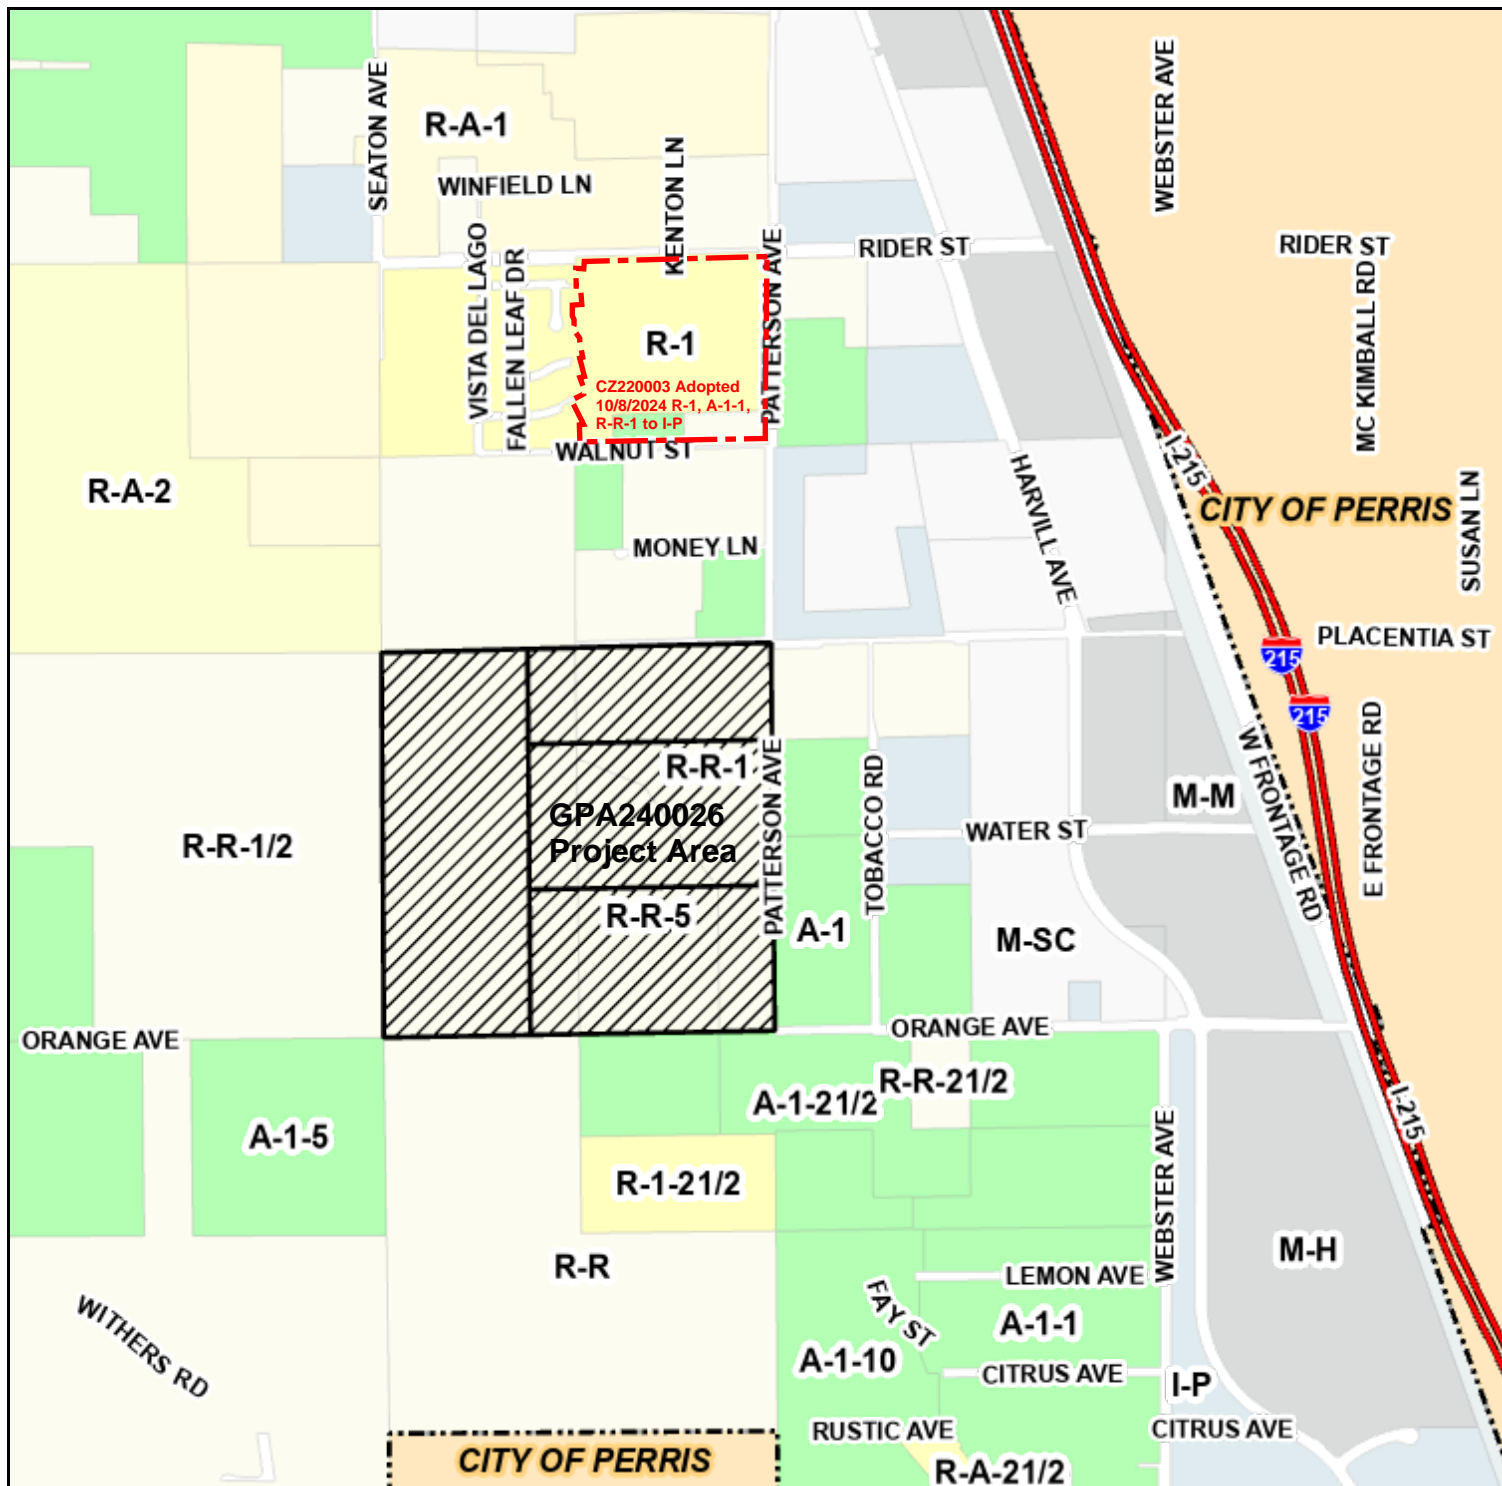 SEATON AVE
R-A-1
WINFIELD LN
KENTON LN
WEBSTER AVE
VISTA DEL LAGO
FALLEN LEAF DR
PATTERSON AVE
RIDER ST
RIDER ST
MC KIMBALL RD
R-1
CZ220003 Adopted
10/8/2024 R-1, A-1-1,
R-R-1 to I-P
WALNUT ST
R-A-2
I-215
HARVILL AVE
CITY OF PERRIS
SUSAN LN
MONEY LN
PLACENTIA ST
215
215
R-R-1
GPA240026
Project Area
R-R-5
R-R-1/2
PATTERSON AVE
A-1
TOBACCO RD
WATER ST
M-M
W FRONTAGE RD
E FRONTAGE RD
M-SC
ORANGE AVE
ORANGE AVE
A-1-5
A-1-21/2
R-R-21/2
I-215
R-1-21/2
WEBSTER AVE
R-R
M-H
LEMON AVE
FAY ST
A-1-1
WITHERS RD
A-1-10
CITRUS AVE
I-P
RUSTIC AVE
CITRUS AVE
CITY OF PERRIS
R-A-21/2